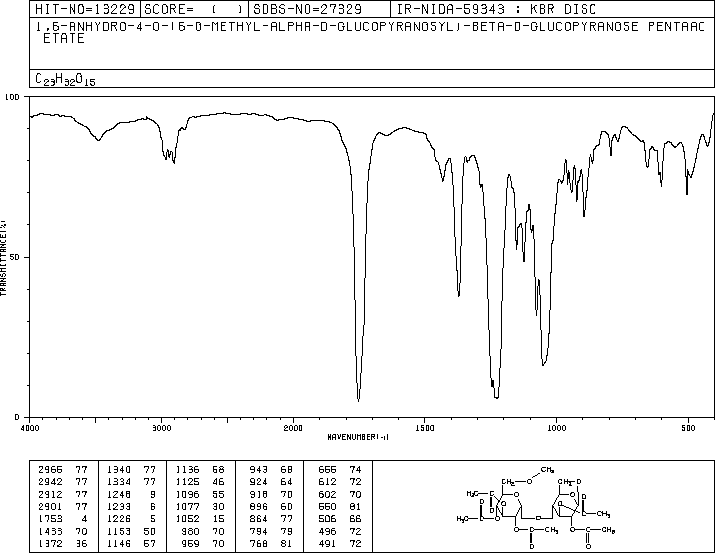 HIT-NO=13229 SCORE= ( ) SDBS-NO=27329 IR-NIDA-59343 : KBR DISC
1,6-ANHYDRO-4-O-(6-O-METHYL-ALPHA-D-GLUCOPYRANOSYL)-BETA-D-GLUCOPYRANOSE PENTAAC
ETATE
C23H32O15
100
50
0
TRANSMITTANCE(%)
4000 3000 2000 1500 1000 500
WAVENUMBER(-1)
2966 77 1340 77 1136 68 943 68 666 74
2942 77 1334 77 1125 46 924 64 612 72
2912 77 1248 9 1096 55 918 70 602 70
2901 77 1233 6 1077 30 896 60 560 81
1753 4 1226 5 1052 15 864 77 506 66
1433 70 1153 50 980 70 794 79 496 72
1372 36 1146 67 969 70 768 81 491 72